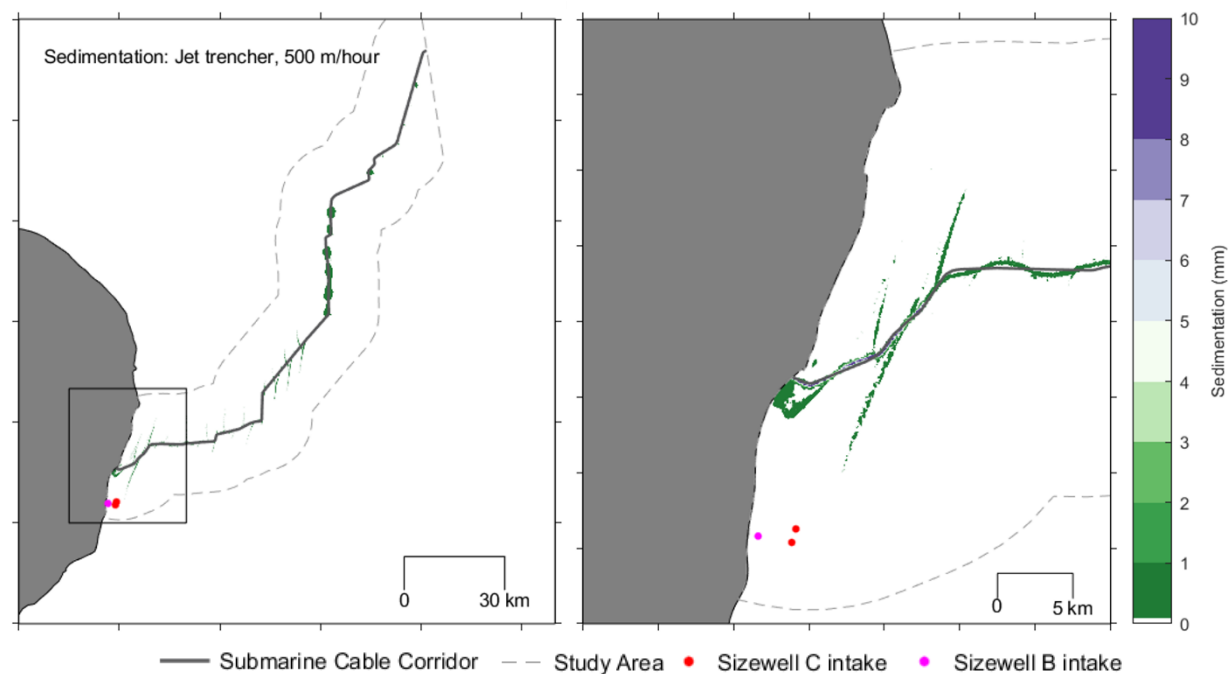 Sedimentation: Jet trencher, 500 m/hour
0 30 km
0 5 km
10
9
8
7
6
5
4
3
2
1
0
Sedimentation (mm)
Submarine Cable Corridor Study Area Sizewell C intake Sizewell B intake